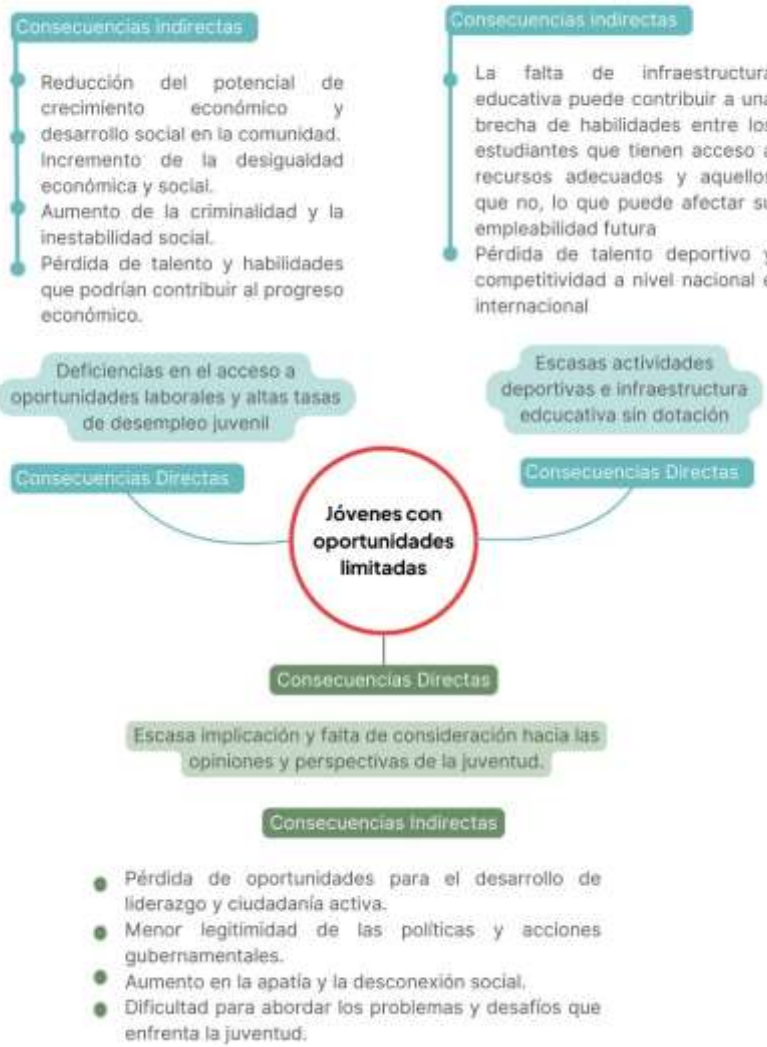 Consecuencias indirectas
Reducción del potencial de
crecimiento económico y
desarrollo social en la comunidad.
Incremento de la desigualdad
económica y social.
Aumento de la criminalidad y la
inestabilidad social.
Pérdida de talento y habilidades
que podrían contribuir al progreso
económico.
Consecuencias indirectas
La falta de infraestructura
educativa puede contribuir a una
brecha de habilidades entre los
estudiantes que tienen acceso a
recursos adecuados y aquellos
que no, lo que puede afectar su
empleabilidad futura
Pérdida de talento deportivo y
competitividad a nivel nacional e
internacional
Deficiencias en el acceso a
oportunidades laborales y altas tasas
de desempleo juvenil
Escasas actividades
deportivas e infraestructura
edcucativa sin dotación
Consecuencias Directas
Consecuencias Directas
Jóvenes con
oportunidades
limitadas
Consecuencias Directas
Escasa implicación y falta de consideración hacia las
opiniones y perspectivas de la juventud.
Consecuencias Indirectas
Pérdida de oportunidades para el desarrollo de
liderazgo y ciudadanía activa.
Menor legitimidad de las políticas y acciones
gubernamentales.
Aumento en la apatía y la desconexión social.
Dificultad para abordar los problemas y desafíos que
enfrenta la juventud.